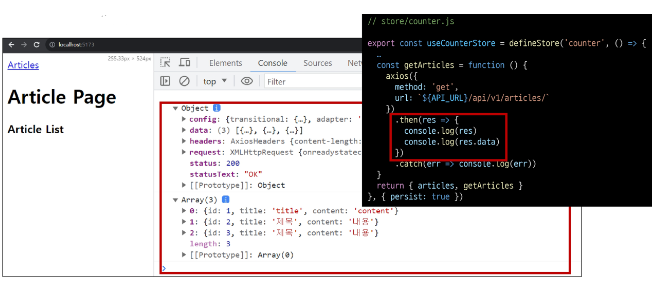 // store/counter.js
export const useCounterStore = defineStore('counter', () => {
…
const getArticles = function () {
axios({
method: 'get',
url: `${API_URL}/api/v1/articles/`
})
.then(res => {
console.log(res)
console.log(res.data)
})
.catch(err => console.log(err))
}
return { articles, getArticles }
}, { persist: true })
localhost:5173
255.33px × 524px
Articles
Article Page
Article List
Elements Console Sources
top Filter
Object
config: {transitional: {…}, adapter: '
data: (3) [{…}, {…}, {…}]
headers: AxiosHeaders {content-length:
request: XMLHttpRequest {onreadystatec
status: 200
statusText: "OK"
[[Prototype]]: Object
Array(3)
0: {id: 1, title: 'title', content: 'content'}
1: {id: 2, title: '제목', content: '내용'}
2: {id: 3, title: '제목', content: '내용'}
length: 3
[[Prototype]]: Array(0)